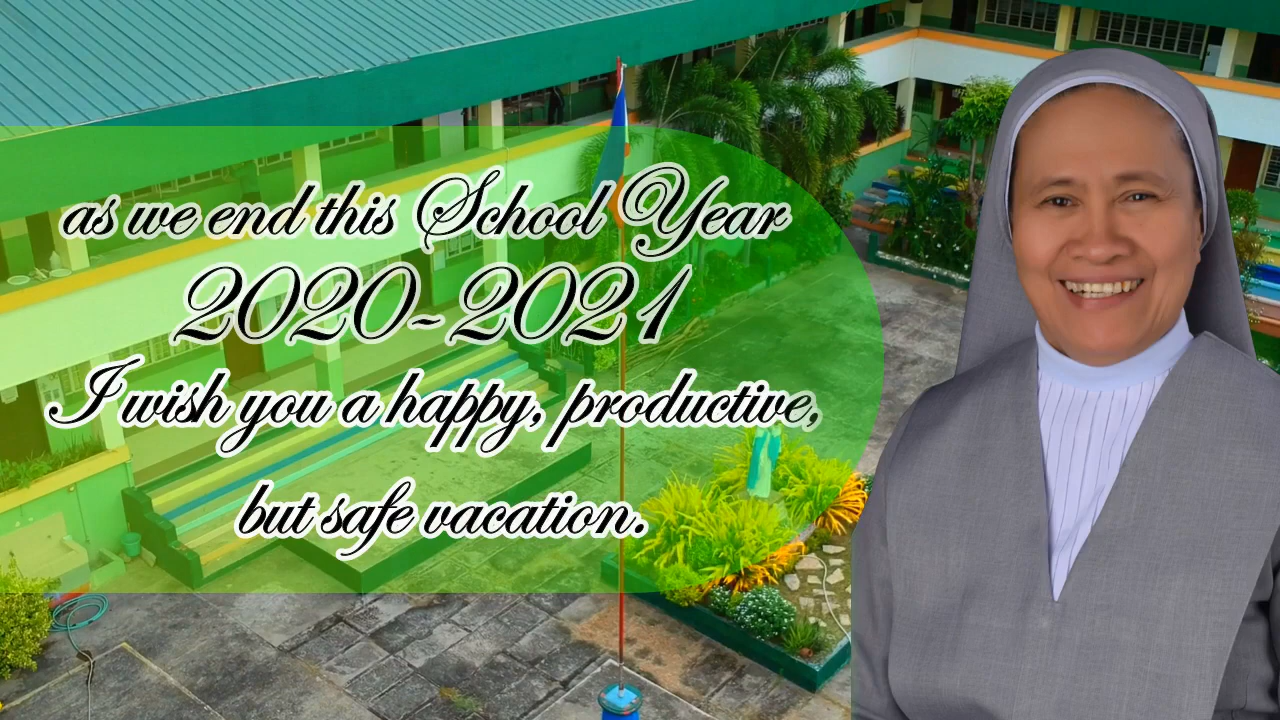 as we end this School Year
2020-2021
I wish you a happy, productive,
but safe vacation.